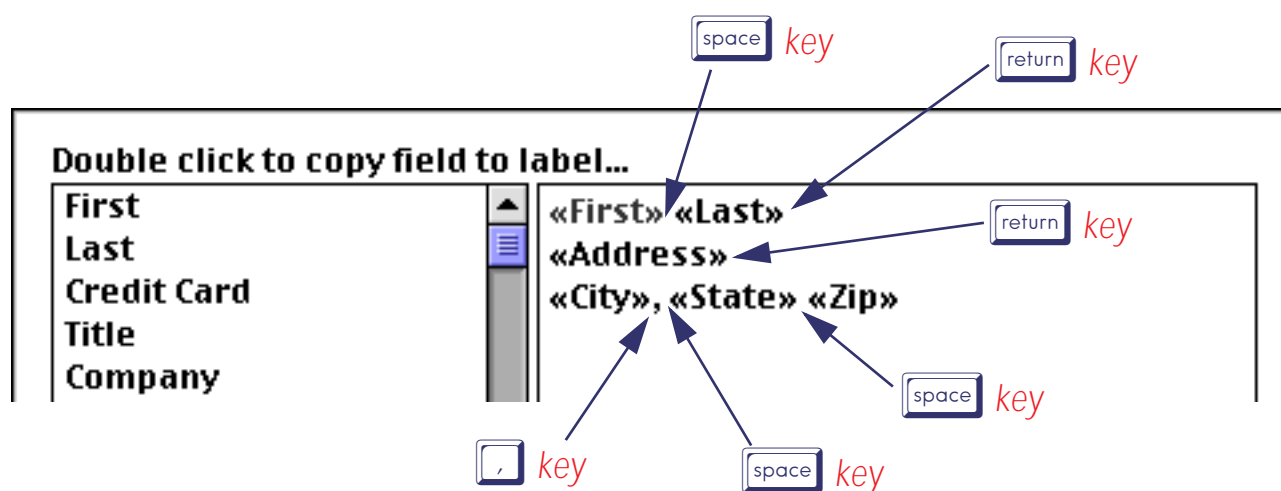 space key
return key
Double click to copy field to label...
First
Last
Credit Card
Title
Company
«First» «Last»
«Address»
«City», «State» «Zip»
return key
space key
, key
space key